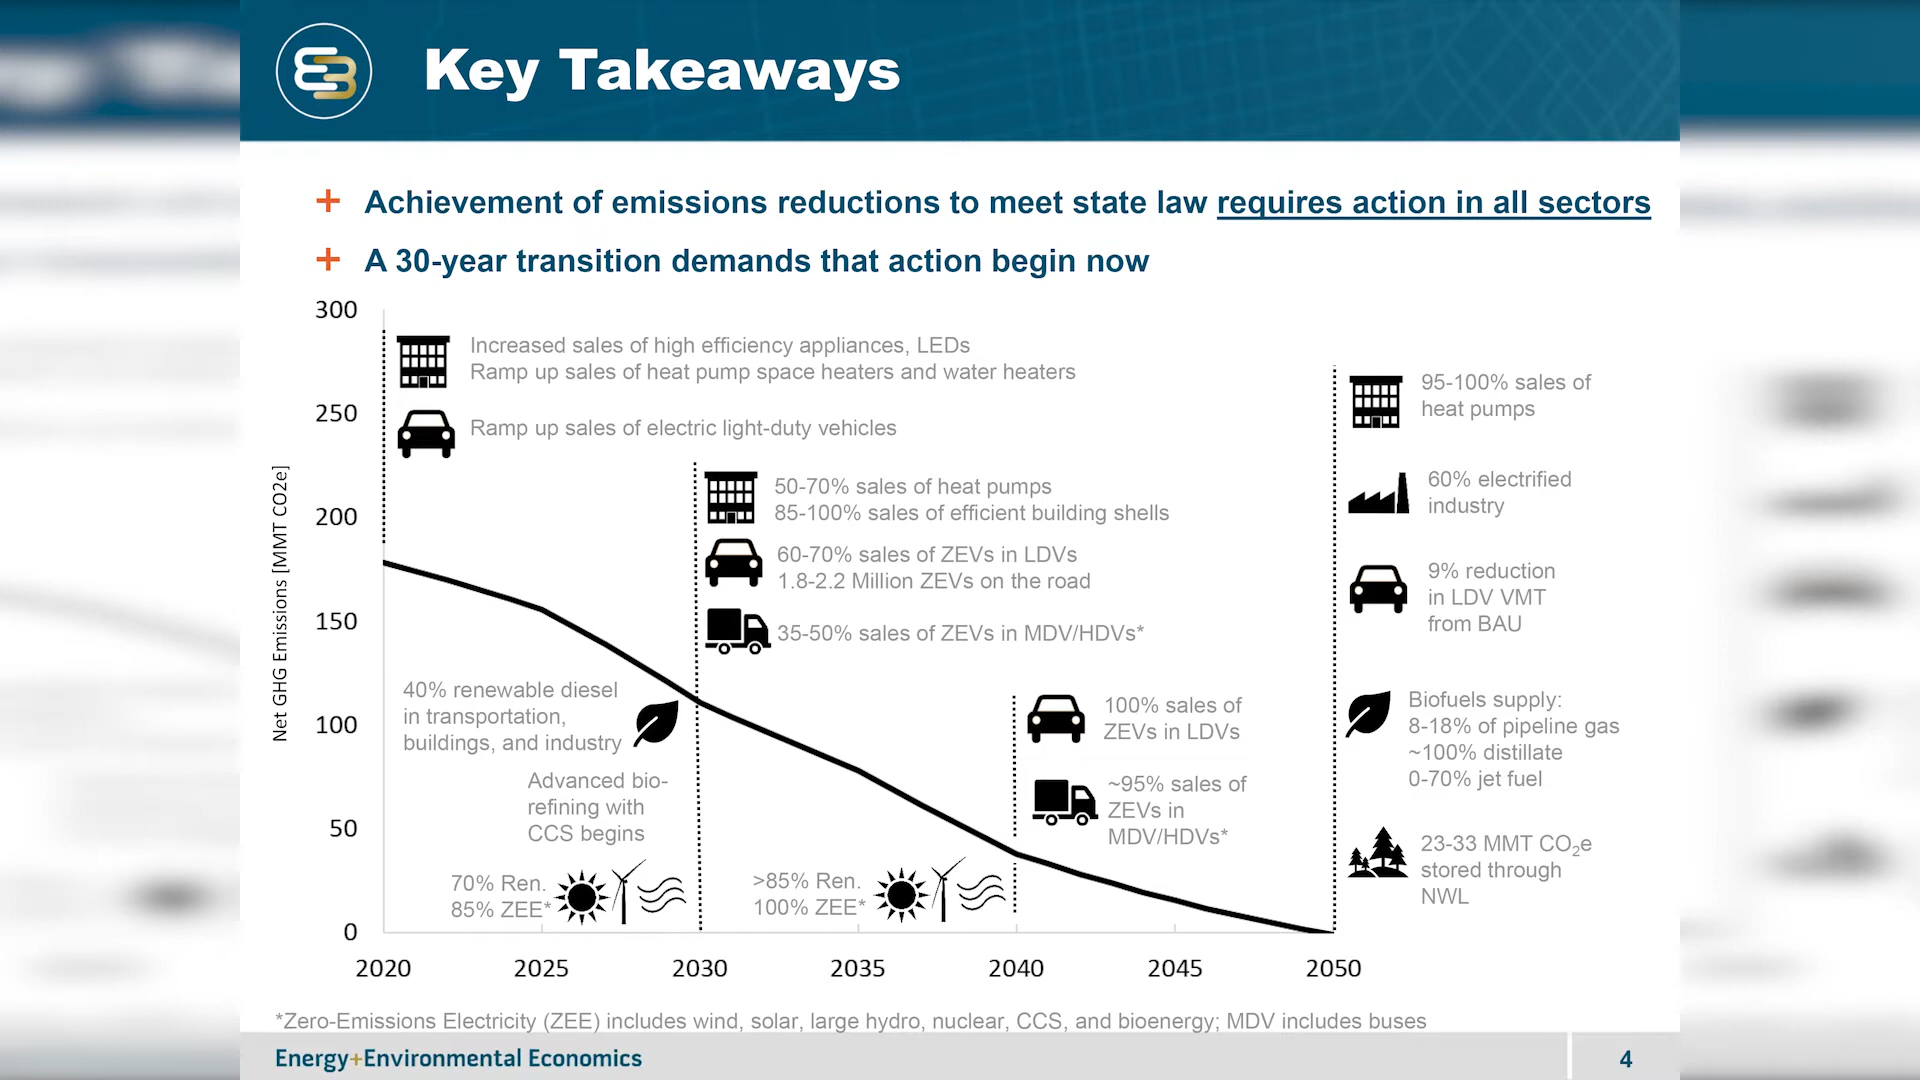 Key Takeaways
+ Achievement of emissions reductions to meet state law requires action in all sectors
+ A 30-year transition demands that action begin now
Net GHG Emissions [MMT CO2e]
300
250
200
150
100
50
0
Increased sales of high efficiency appliances, LEDs
Ramp up sales of heat pump space heaters and water heaters
Ramp up sales of electric light-duty vehicles
50-70% sales of heat pumps
85-100% sales of efficient building shells
60-70% sales of ZEVs in LDVs
1.8-2.2 Million ZEVs on the road
35-50% sales of ZEVs in MDV/HDVs*
40% renewable diesel
in transportation,
buildings, and industry
Advanced bio-
refining with
CCS begins
70% Ren.
85% ZEE*
>85% Ren.
100% ZEE*
100% sales of
ZEVs in LDVs
~95% sales of
ZEVs in
MDV/HDVs*
95-100% sales of
heat pumps
60% electrified
industry
9% reduction
in LDV VMT
from BAU
Biofuels supply:
8-18% of pipeline gas
~100% distillate
0-70% jet fuel
23-33 MMT CO2e
stored through
NWL
2020 2025 2030 2035 2040 2045 2050
*Zero-Emissions Electricity (ZEE) includes wind, solar, large hydro, nuclear, CCS, and bioenergy; MDV includes buses
Energy+Environmental Economics
4